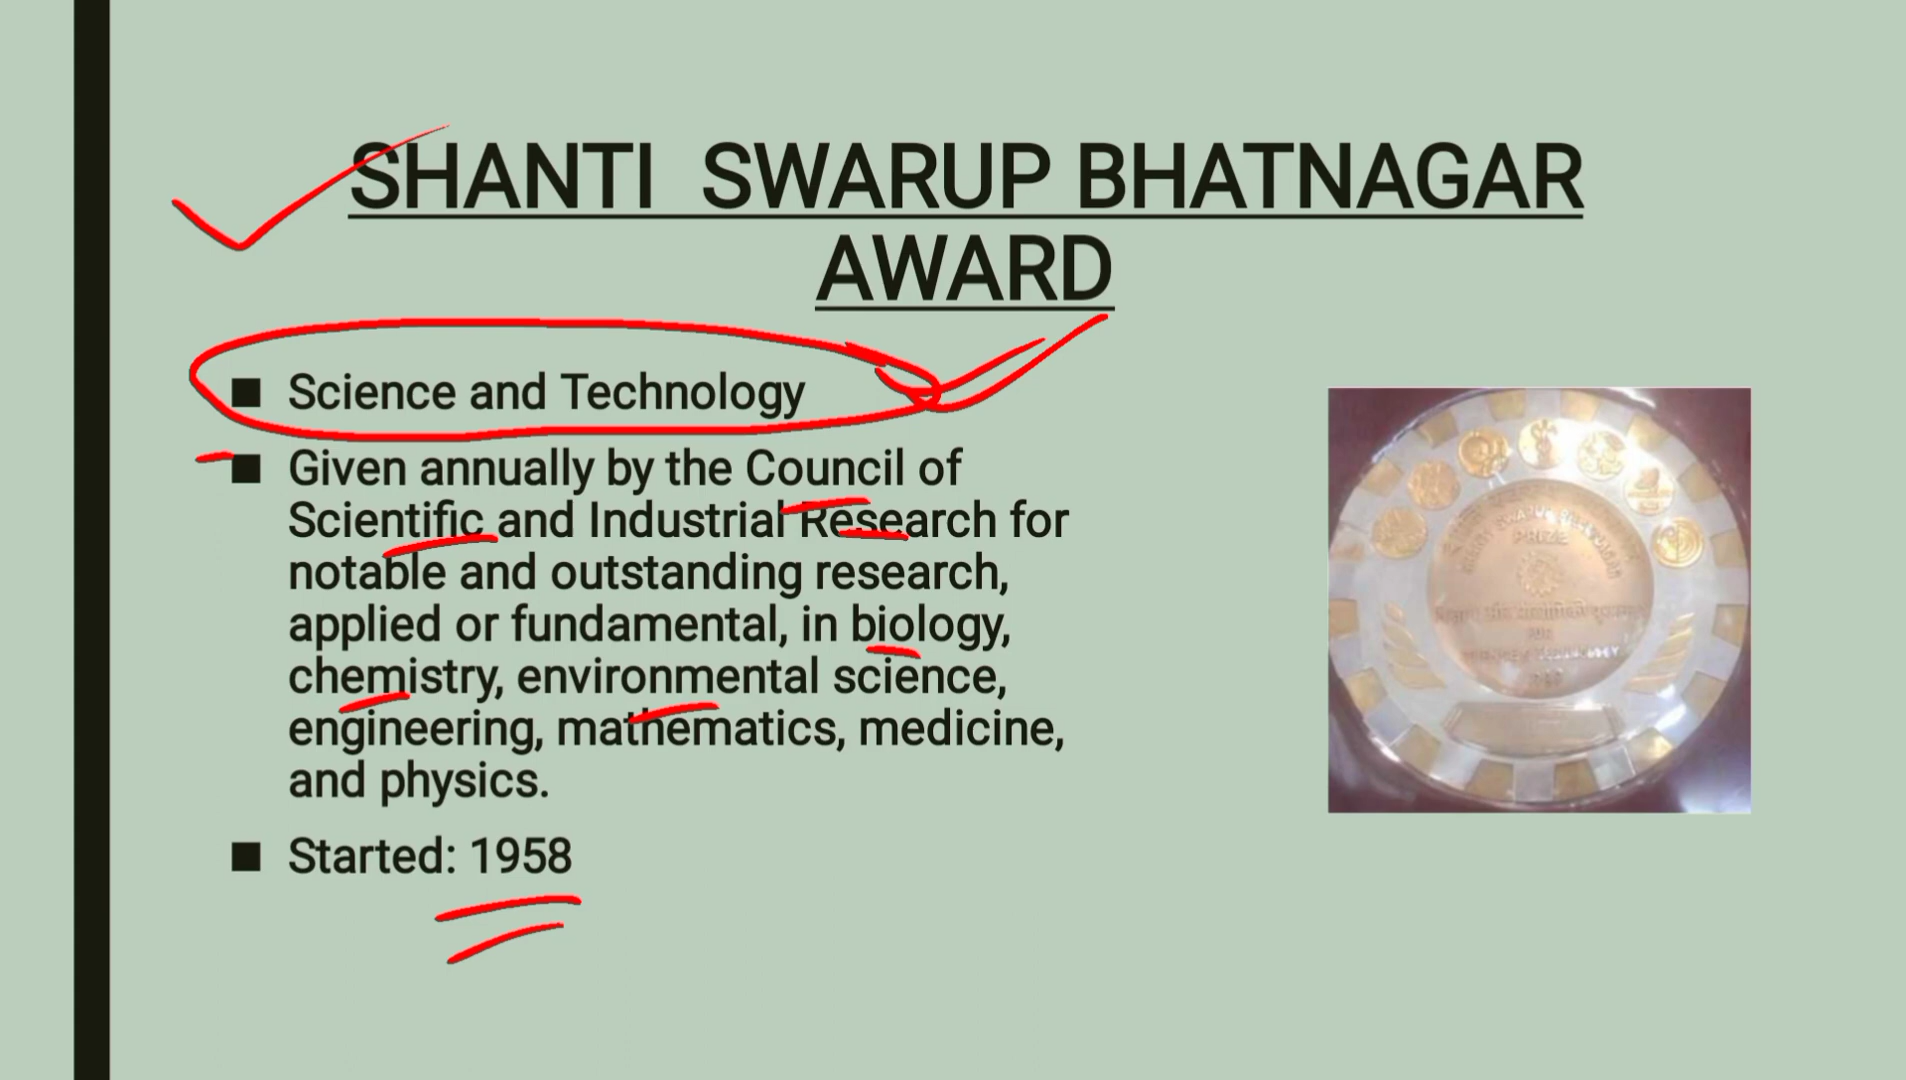 SHANTI SWARUP BHATNAGAR
AWARD
Science and Technology
Given annually by the Council of
Scientific and Industrial Research for
notable and outstanding research,
applied or fundamental, in biology,
chemistry, environmental science,
engineering, mathematics, medicine,
and physics.
Started: 1958
PRIZE